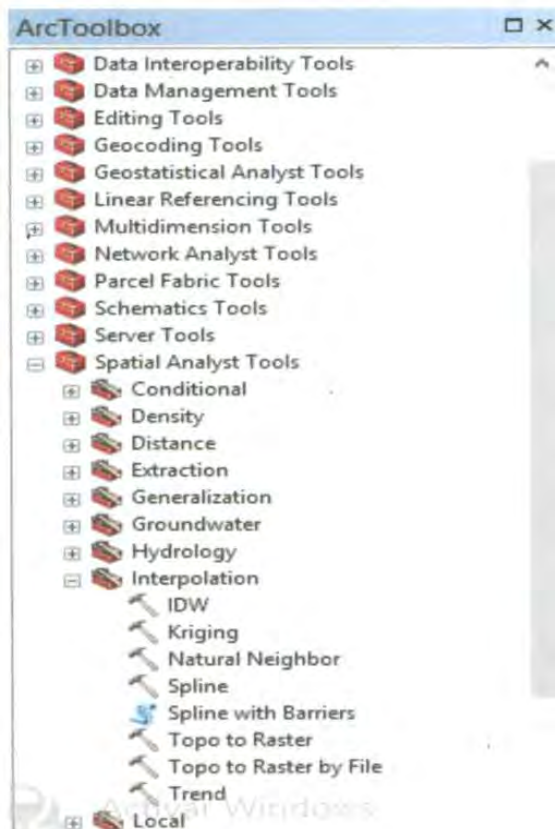 ArcToolbox
Data Interoperability Tools
Data Management Tools
Editing Tools
Geocoding Tools
Geostatistical Analyst Tools
Linear Referencing Tools
Multidimension Tools
Network Analyst Tools
Parcel Fabric Tools
Schematics Tools
Server Tools
Spatial Analyst Tools
Conditional
Density
Distance
Extraction
Generalization
Groundwater
Hydrology
Interpolation
IDW
Kriging
Natural Neighbor
Spline
Spline with Barriers
Topo to Raster
Topo to Raster by File
Trend
Activar Windows
Local